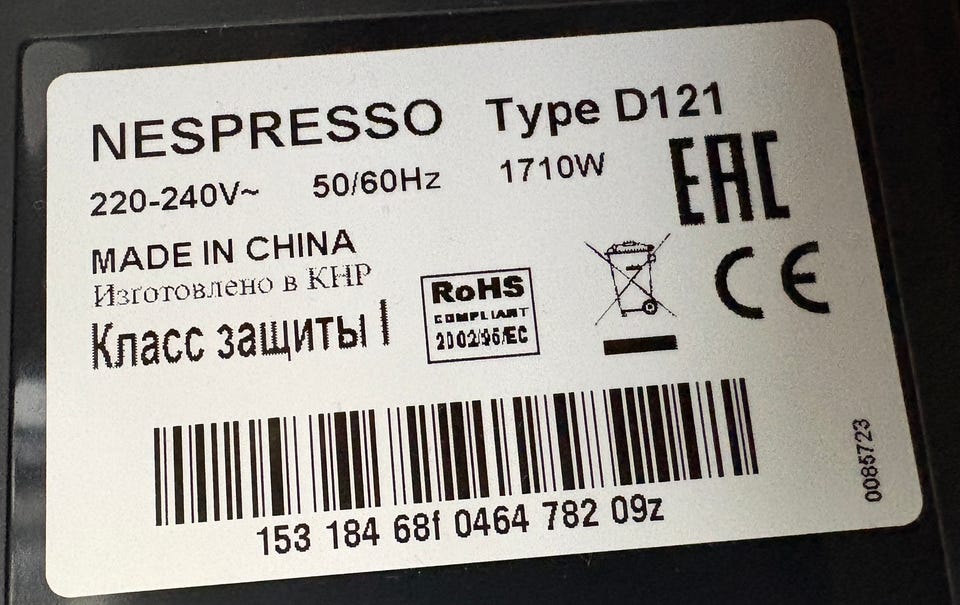 NESPRESSO Type D121
220-240V~ 50/60Hz 1710W
EAC
MADE IN CHINA
Изготовлено в КНР
Класс защиты I
RoHS
COMPLIANT
2002/95/EC
CE
153 184 68f 0464 782 09z
0085723